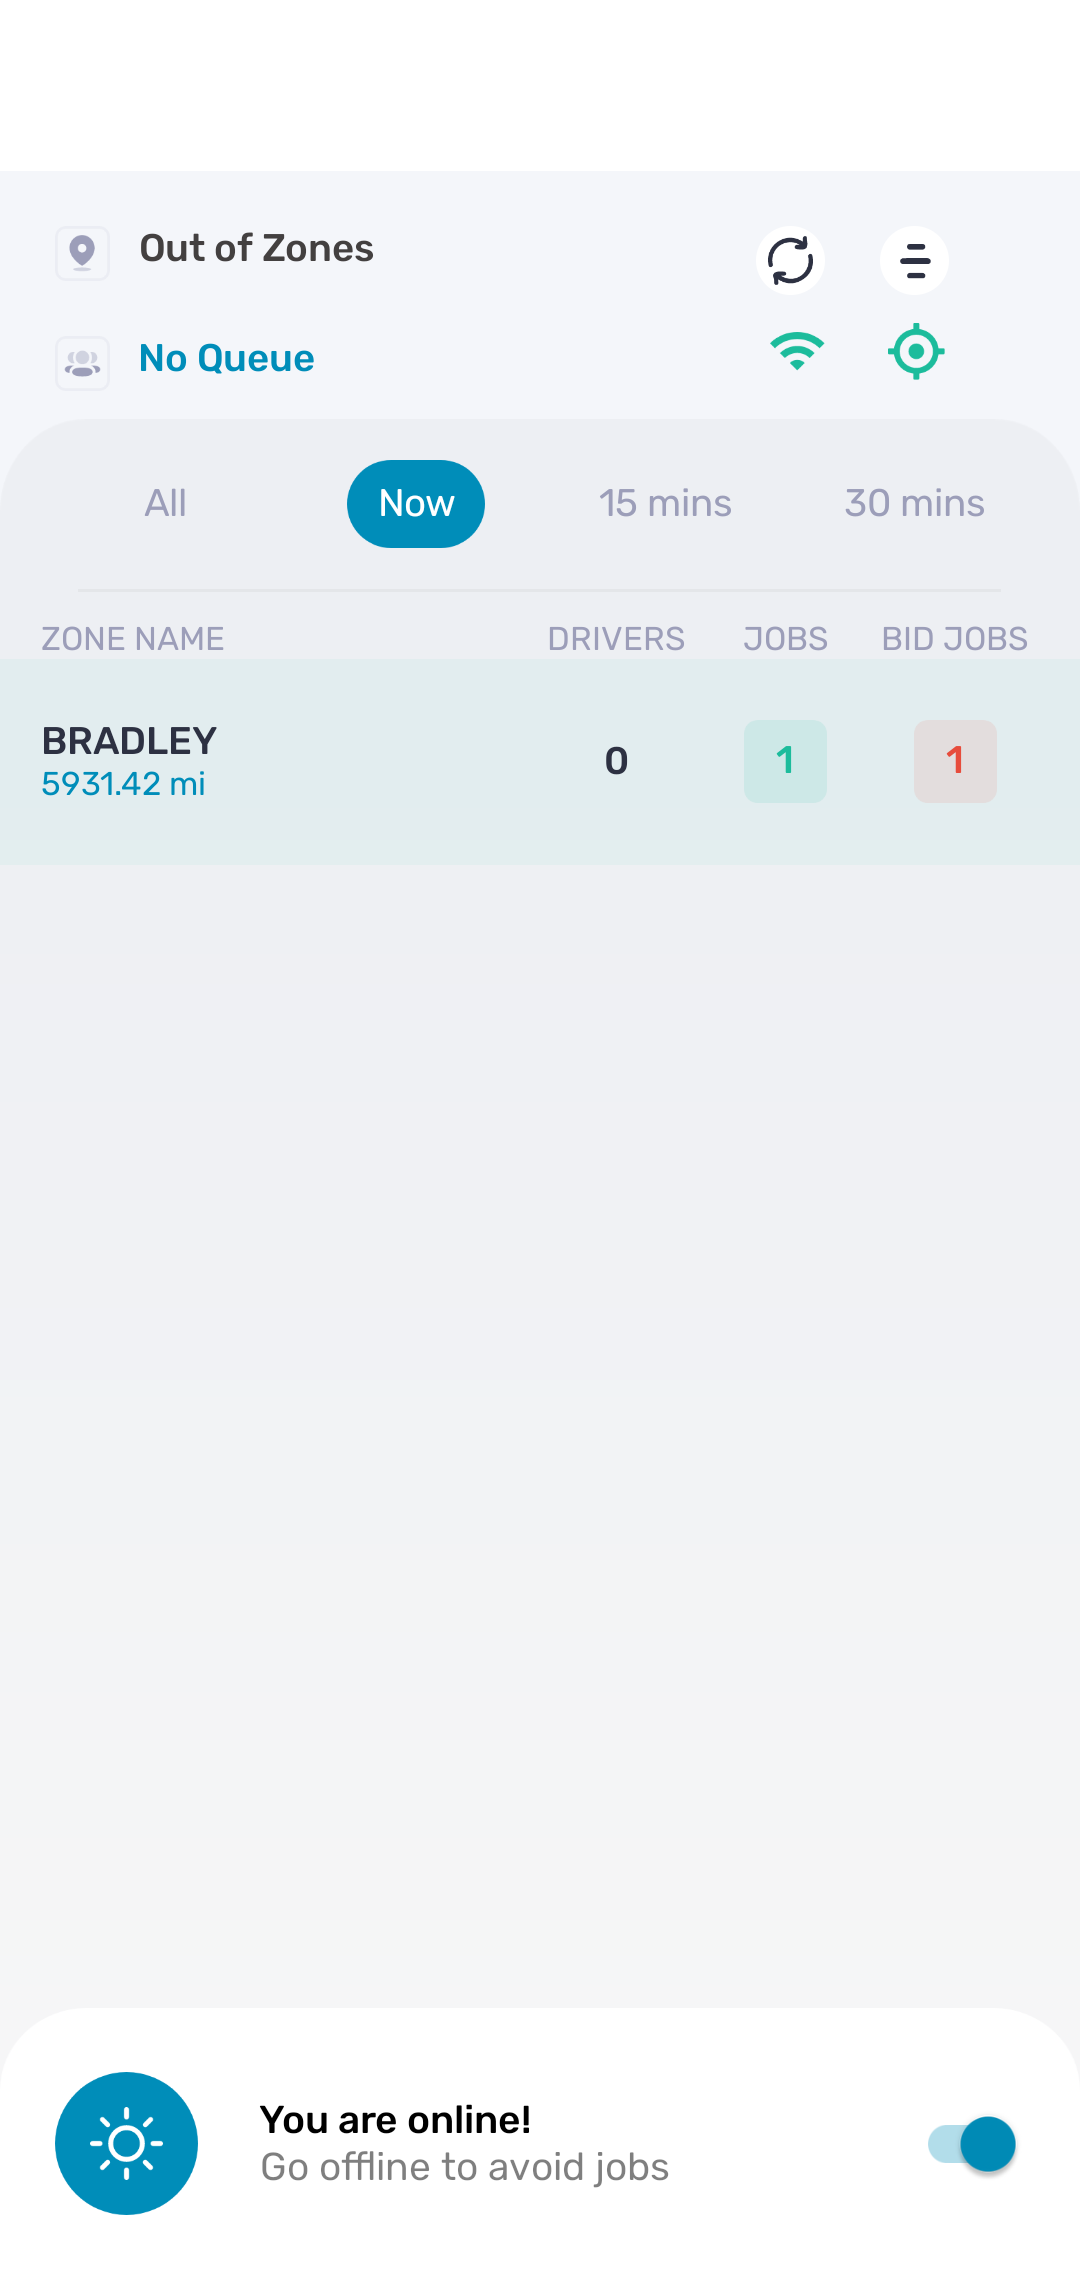 Out of Zones
No Queue
All Now 15 mins 30 mins
ZONE NAME DRIVERS JOBS BID JOBS
BRADLEY
5931.42 mi
0 1 1
You are online!
Go offline to avoid jobs